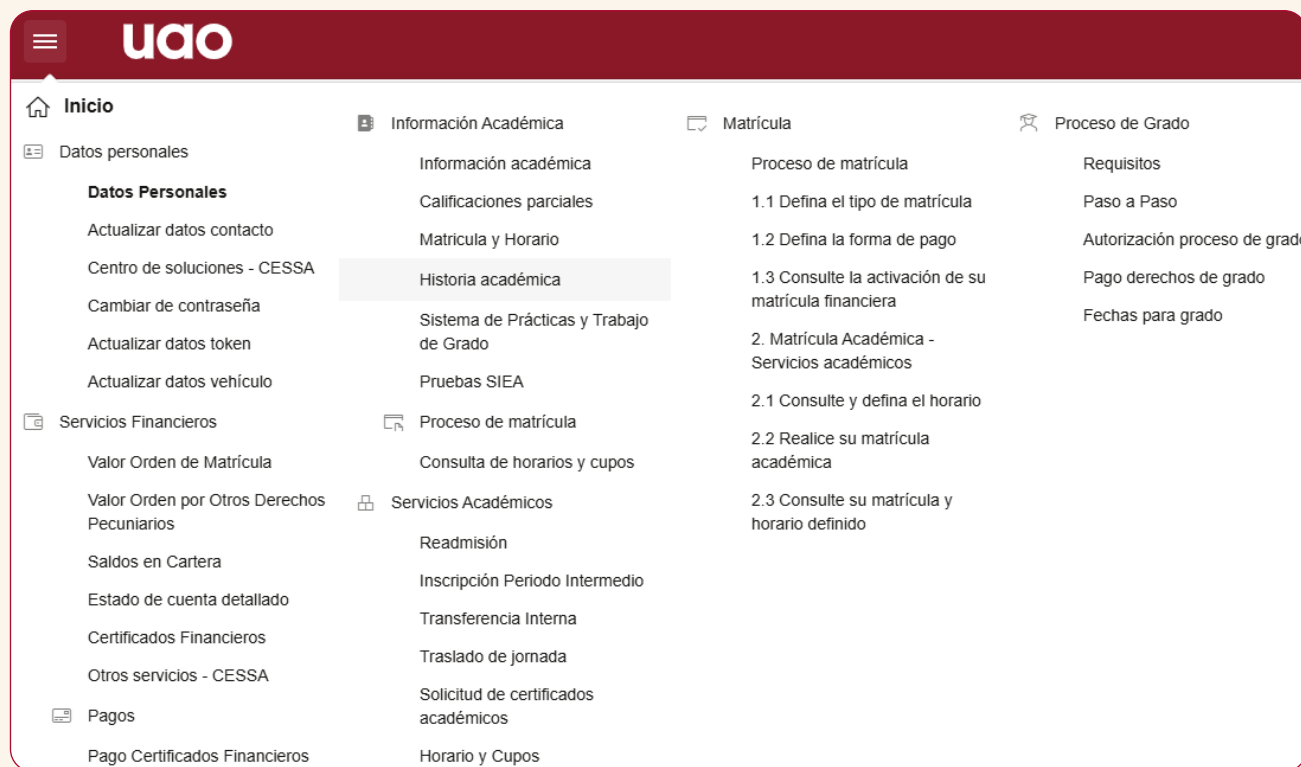 uao
Inicio
Datos personales
Datos Personales
Actualizar datos contacto
Centro de soluciones - CESSA
Cambiar de contraseña
Actualizar datos token
Actualizar datos vehículo
Servicios Financieros
Valor Orden de Matrícula
Valor Orden por Otros Derechos
Pecuniarios
Saldos en Cartera
Estado de cuenta detallado
Certificados Financieros
Otros servicios - CESSA
Pagos
Pago Certificados Financieros
Información Académica
Información académica
Calificaciones parciales
Matricula y Horario
Historia académica
Sistema de Prácticas y Trabajo
de Grado
Pruebas SIEA
Proceso de matrícula
Consulta de horarios y cupos
Servicios Académicos
Readmisión
Inscripción Periodo Intermedio
Transferencia Interna
Traslado de jornada
Solicitud de certificados
académicos
Horario y Cupos
Matrícula
Proceso de matrícula
1.1 Defina el tipo de matrícula
1.2 Defina la forma de pago
1.3 Consulte la activación de su
matrícula financiera
2. Matrícula Académica -
Servicios académicos
2.1 Consulte y defina el horario
2.2 Realice su matrícula
académica
2.3 Consulte su matrícula y
horario definido
Proceso de Grado
Requisitos
Paso a Paso
Autorización proceso de grado
Pago derechos de grado
Fechas para grado